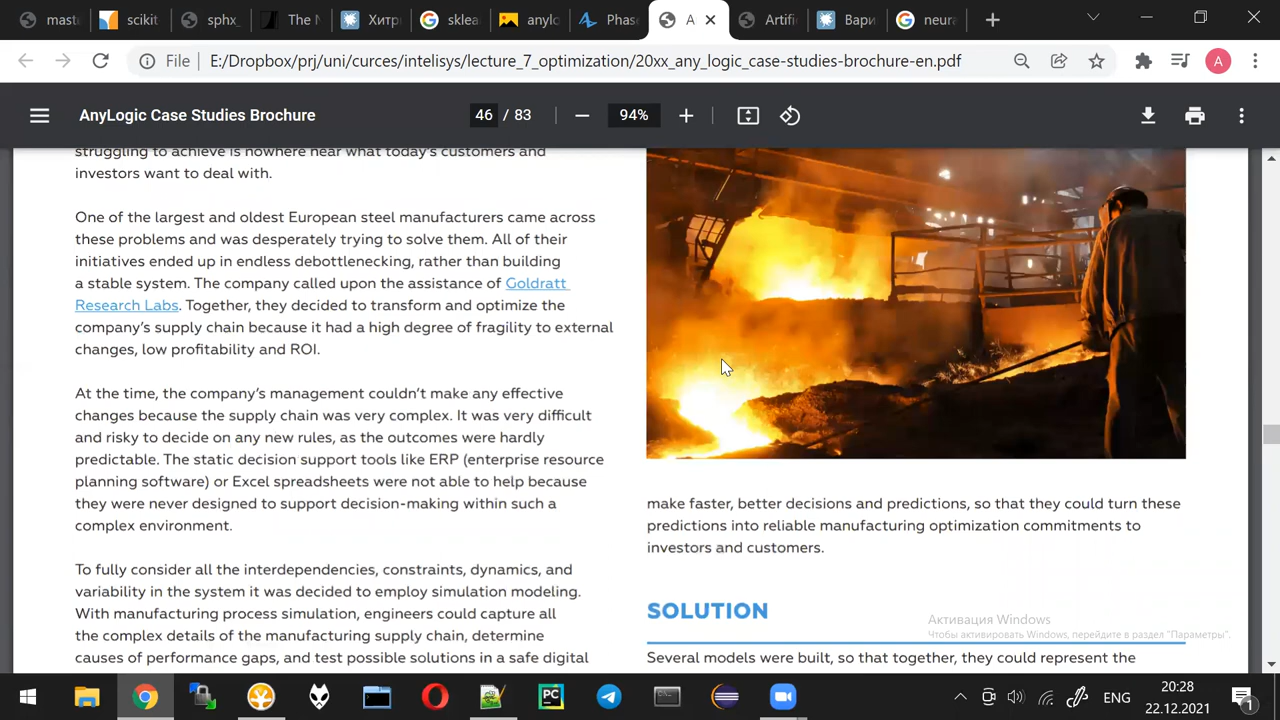 mast
scikit
sphx_
The N
Хитр
sklea
anylo
Phase
A
Artifi
Вари
neura
File
E:/Dropbox/prj/uni/curces/intelisys/lecture_7_optimization/20xx_any_logic_case-studies-brochure-en.pdf
A
AnyLogic Case Studies Brochure
46 / 83
94%
struggling to achieve is nowhere near what today's customers and
investors want to deal with.
One of the largest and oldest European steel manufacturers came across
these problems and was desperately trying to solve them. All of their
initiatives ended up in endless debottlenecking, rather than building
a stable system. The company called upon the assistance of Goldratt
Research Labs. Together, they decided to transform and optimize the
company's supply chain because it had a high degree of fragility to external
changes, low profitability and ROI.
At the time, the company's management couldn't make any effective
changes because the supply chain was very complex. It was very difficult
and risky to decide on any new rules, as the outcomes were hardly
predictable. The static decision support tools like ERP (enterprise resource
planning software) or Excel spreadsheets were not able to help because
they were never designed to support decision-making within such a
complex environment.
To fully consider all the interdependencies, constraints, dynamics, and
variability in the system it was decided to employ simulation modeling.
With manufacturing process simulation, engineers could capture all
the complex details of the manufacturing supply chain, determine
causes of performance gaps, and test possible solutions in a safe digital
make faster, better decisions and predictions, so that they could turn these
predictions into reliable manufacturing optimization commitments to
investors and customers.
SOLUTION
Several models were built, so that together, they could represent the
Активация Windows
Чтобы активировать Windows, перейдите в раздел "Параметры".
PC
ENG
20:28
22.12.2021
1